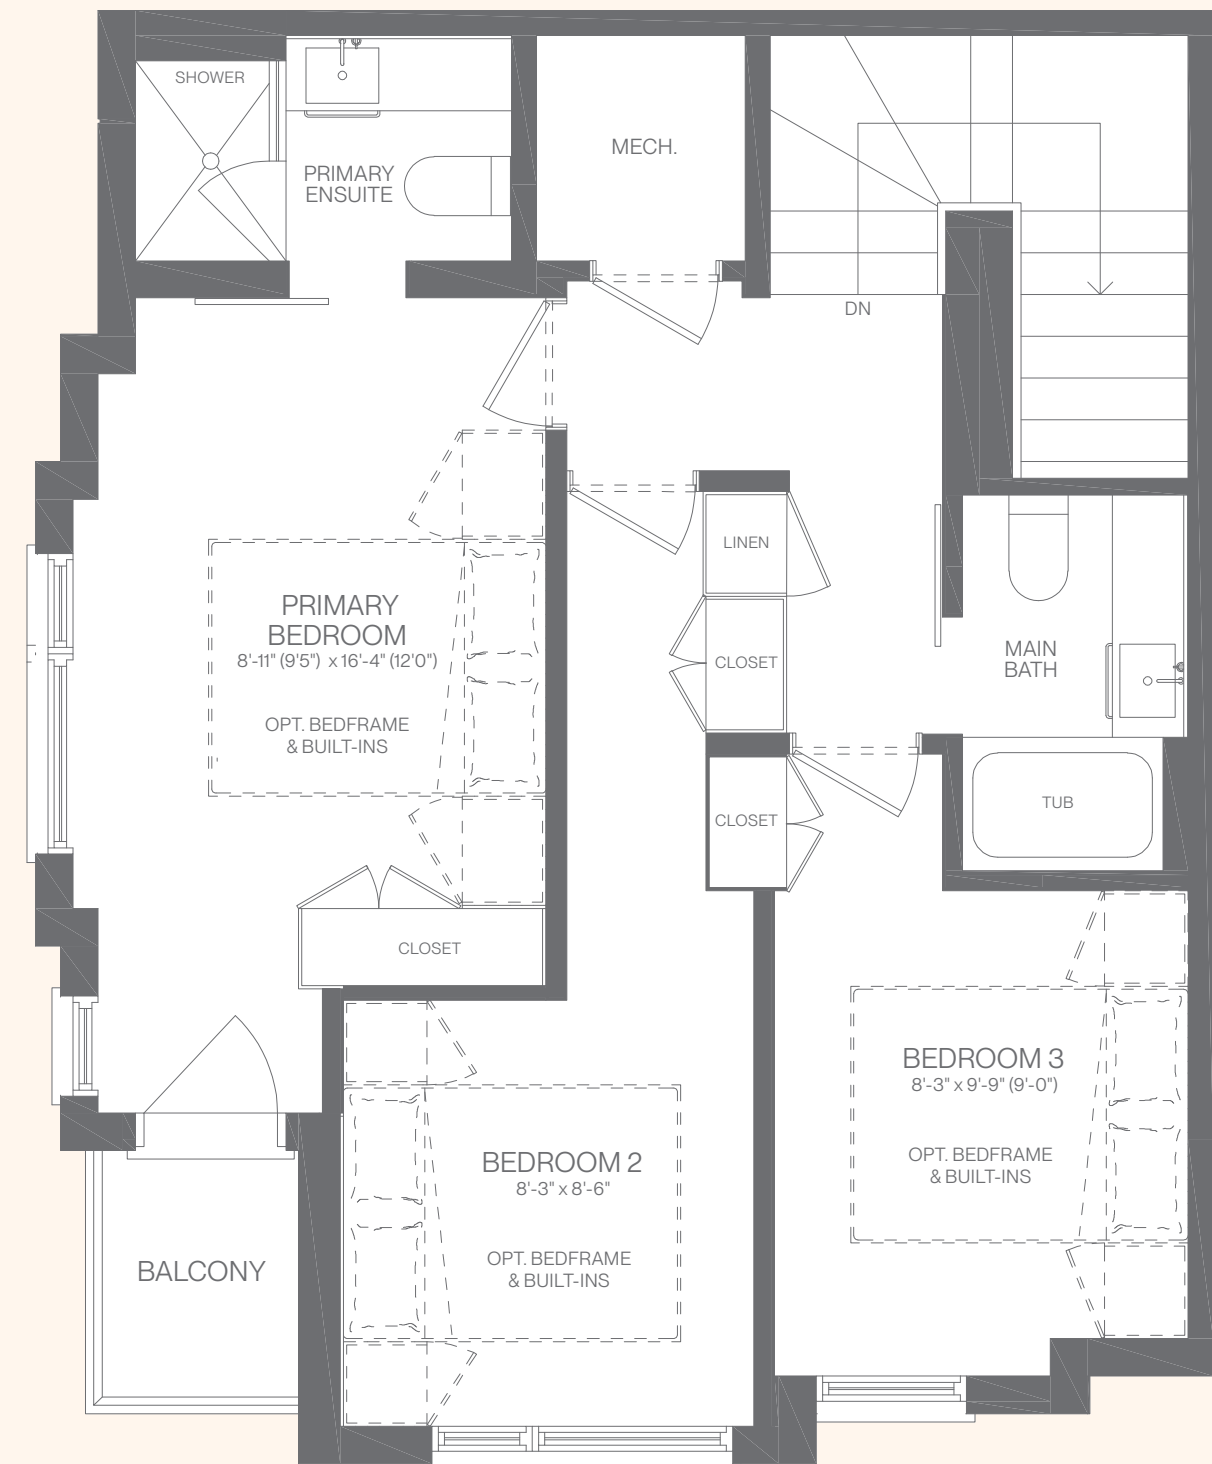 SHOWER
PRIMARY
ENSUITE
MECH.
DN
LINEN
PRIMARY
BEDROOM
8'-11" (9'5") x 16'-4" (12'0")
OPT. BEDFRAME
& BUILT-INS
CLOSET
MAIN
BATH
CLOSET
TUB
CLOSET
BEDROOM 3
8'-3" x 9'-9" (9'-0")
OPT. BEDFRAME
& BUILT-INS
BEDROOM 2
8'-3" x 8'-6"
OPT. BEDFRAME
& BUILT-INS
BALCONY